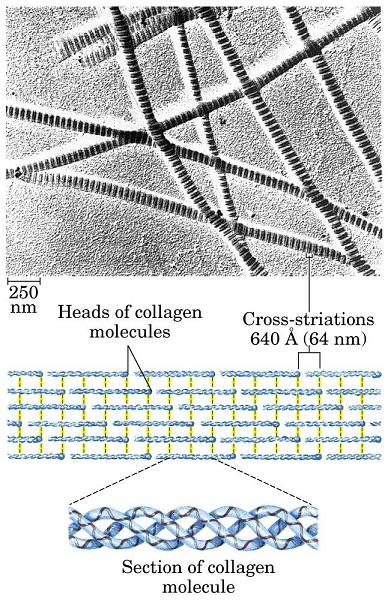 250
nm
Heads of collagen
molecules
Cross-striations
640 Å (64 nm)
Section of collagen
molecule